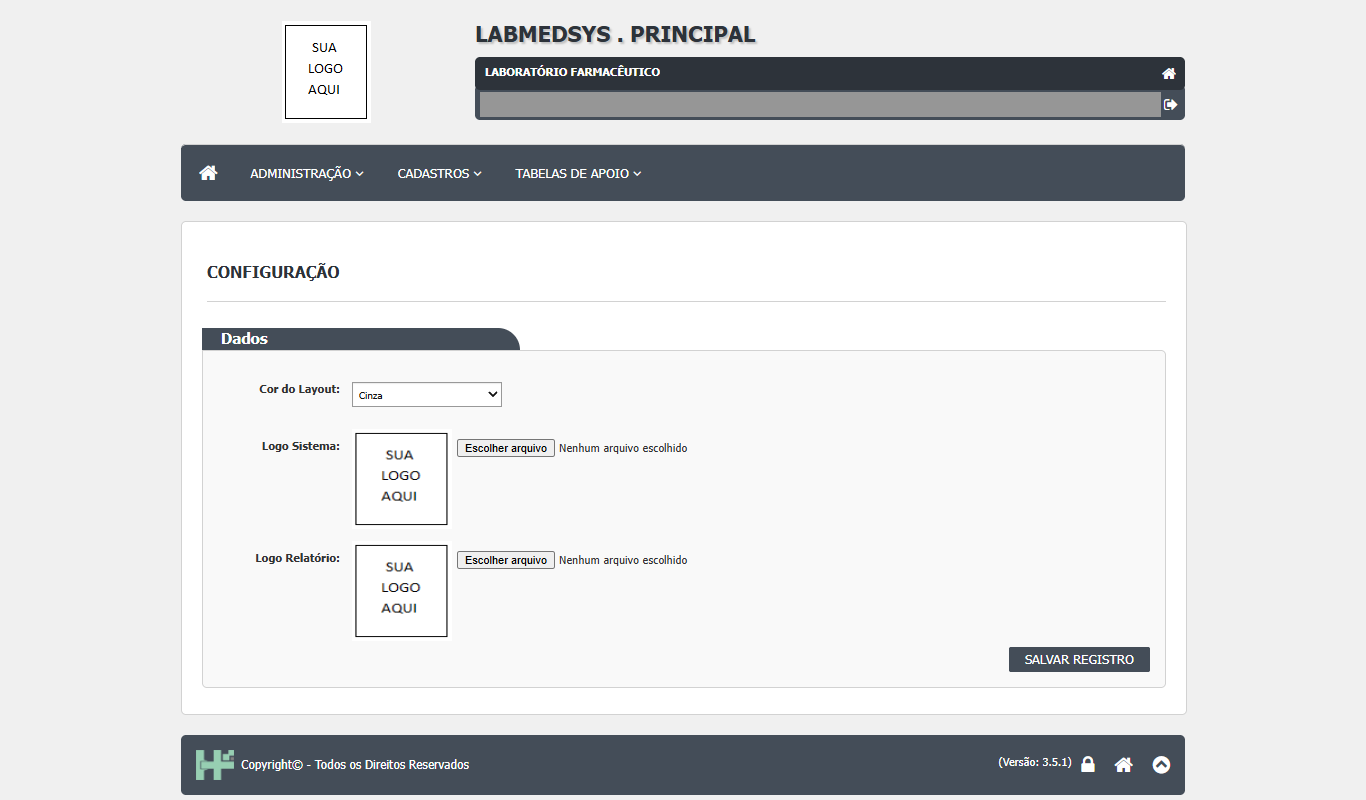 SUA
LOGO
AQUI
LABMEDSYS . PRINCIPAL
LABORATÓRIO FARMACÊUTICO
ADMINISTRAÇÃO
CADASTROS
TABELAS DE APOIO
CONFIGURAÇÃO
Dados
Cor do Layout:
Cinza
Logo Sistema:
SUA
LOGO
AQUI
Escolher arquivo Nenhum arquivo escolhido
Logo Relatório:
SUA
LOGO
AQUI
Escolher arquivo Nenhum arquivo escolhido
SALVAR REGISTRO
Copyright© - Todos os Direitos Reservados
(Versão: 3.5.1)